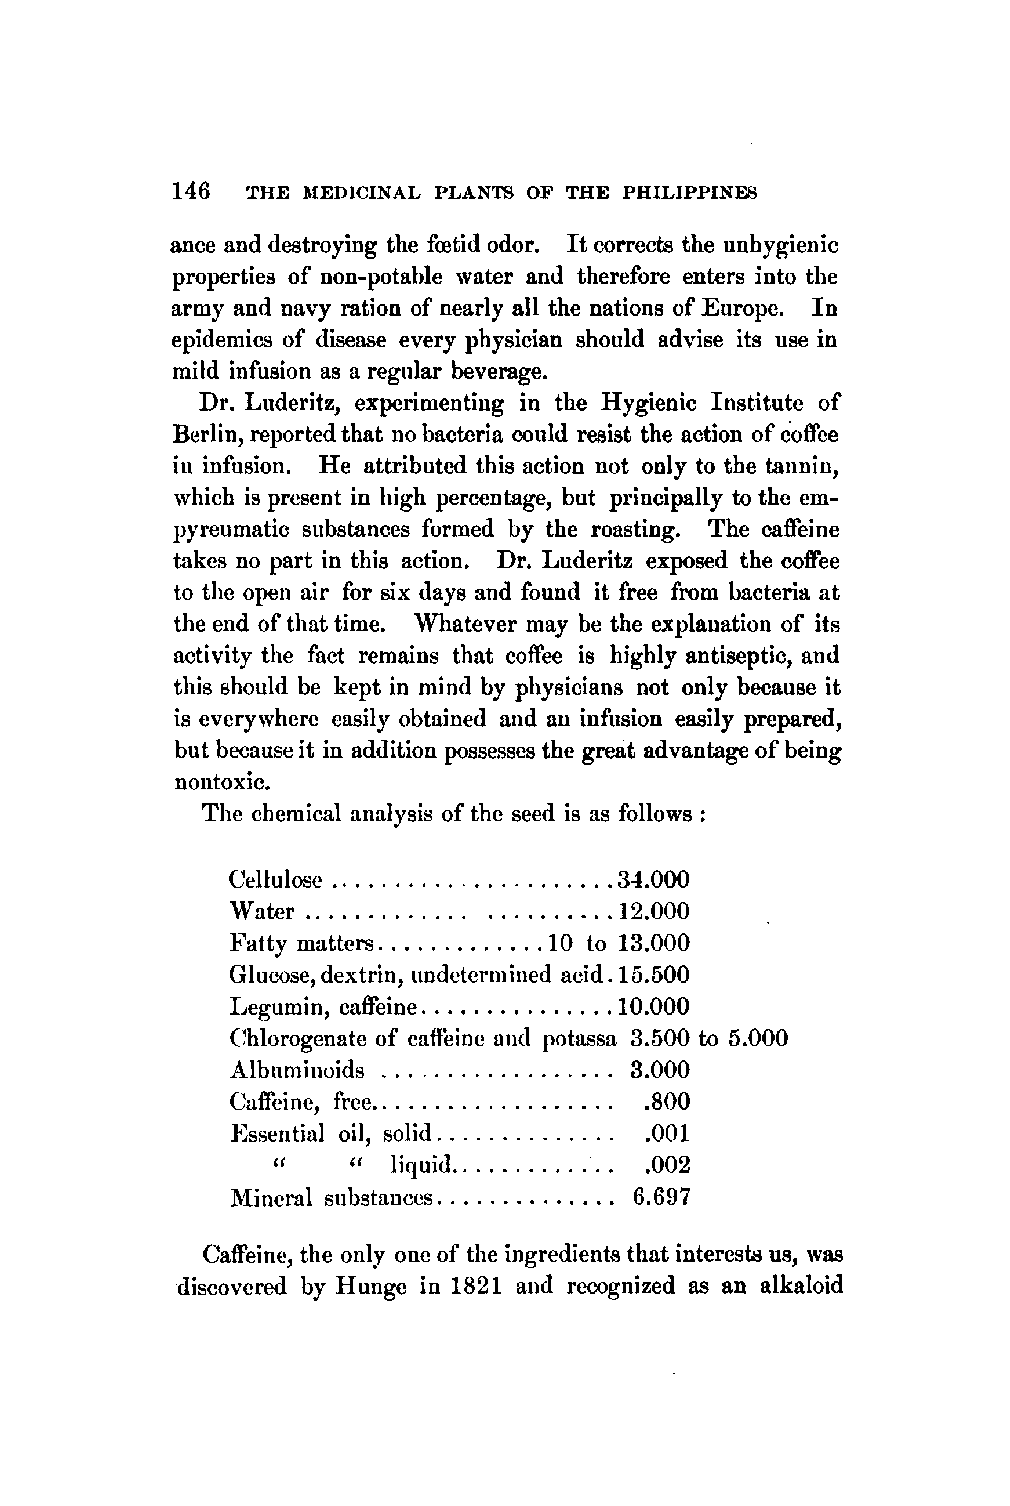 146 THE MEDICINAL PLANTS OF THE PHILIPPINES
ance and destroying the fœtid odor. It corrects the unhygienic
properties of non-potable water and therefore enters into the
army and navy ration of nearly all the nations of Europe. In
epidemics of disease every physician should advise its use in
mild infusion as a regular beverage.
Dr. Luderitz, experimenting in the Hygienic Institute of
Berlin, reported that no bacteria could resist the action of coffee
in infusion. He attributed this action not only to the tannin,
which is present in high percentage, but principally to the em-
pyreumatic substances formed by the roasting. The caffeine
takes no part in this action. Dr. Luderitz exposed the coffee
to the open air for six days and found it free from bacteria at
the end of that time. Whatever may be the explanation of its
activity the fact remains that coffee is highly antiseptic, and
this should be kept in mind by physicians not only because it
is everywhere easily obtained and an infusion easily prepared,
but because it in addition possesses the great advantage of being
nontoxic.
The chemical analysis of the seed is as follows :
Cellulose ....................... 34.000
Water ....................... 12.000
Fatty matters ............. 10 to 13.000
Glucose, dextrin, undetermined acid. 15.500
Legumin, caffeine ............... 10.000
Chlorogenate of caffeine and potassa 3.500 to 5.000
Albuminoids .................. 3.000
Caffeine, free ................... .800
Essential oil, solid .............. .001
“ “ liquid ............. .002
Mineral substances .............. 6.697
Caffeine, the only one of the ingredients that interests us, was
discovered by Hunge in 1821 and recognized as an alkaloid